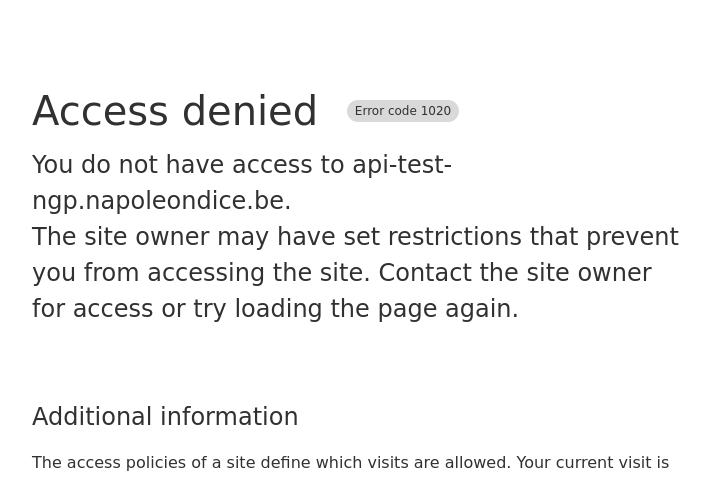 Access denied Error code 1020
You do not have access to api-test-
ngp.napoleondice.be.
The site owner may have set restrictions that prevent
you from accessing the site. Contact the site owner
for access or try loading the page again.
Additional information
The access policies of a site define which visits are allowed. Your current visit is